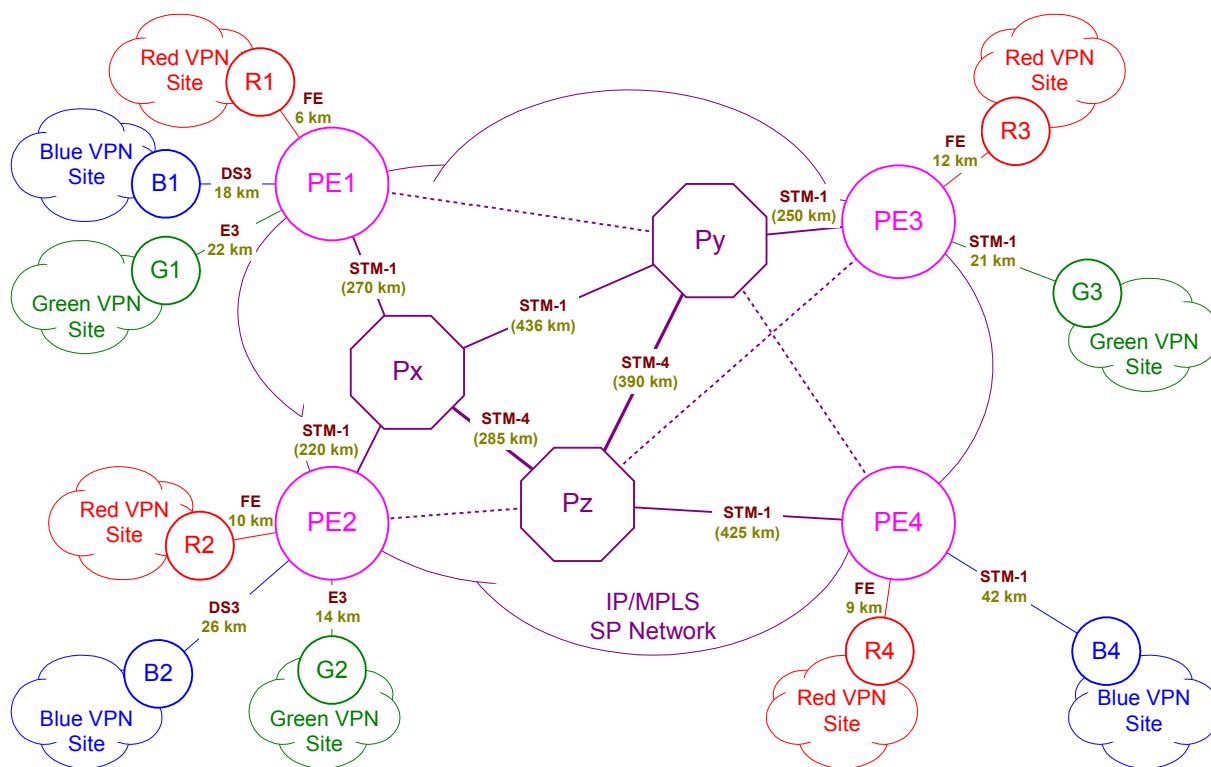 Red VPN
Site
R1
FE
6 km
Blue VPN
Site
B1
DS3
18 km
PE1
E3
22 km
G1
Green VPN
Site
STM-1
(270 km)
Red VPN
Site
R3
FE
12 km
STM-1
(250 km)
PE3
Py
STM-1
21 km
G3
Green VPN
Site
STM-1
(436 km)
Px
STM-4
(390 km)
STM-4
(285 km)
STM-1
(220 km)
Pz
PE2
STM-1
(425 km)
PE4
Red VPN
Site
R2
FE
10 km
DS3
26 km
E3
14 km
B2
Blue VPN
Site
G2
Green VPN
Site
IP/MPLS
SP Network
FE
9 km
R4
Red VPN
Site
STM-1
42 km
B4
Blue VPN
Site